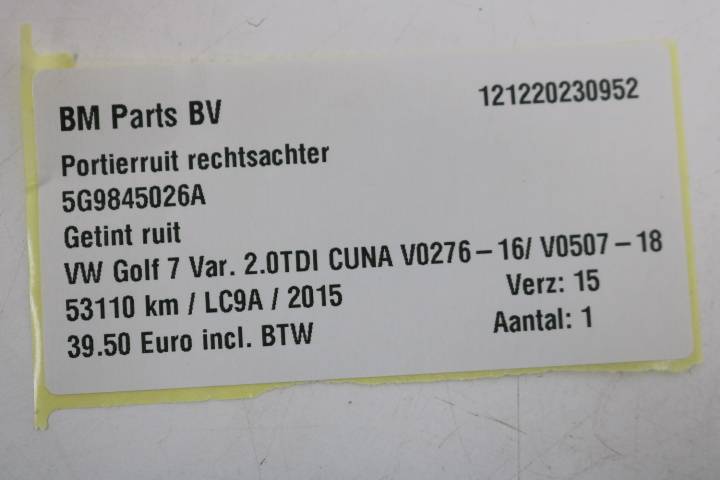 BM Parts BV 121220230952
Portierruit rechtsachter
5G9845026A
Getint ruit
VW Golf 7 Var. 2.0TDI CUNA V0276-16/ V0507-18
53110 km / LC9A / 2015 Verz: 15
39.50 Euro incl. BTW Aantal: 1